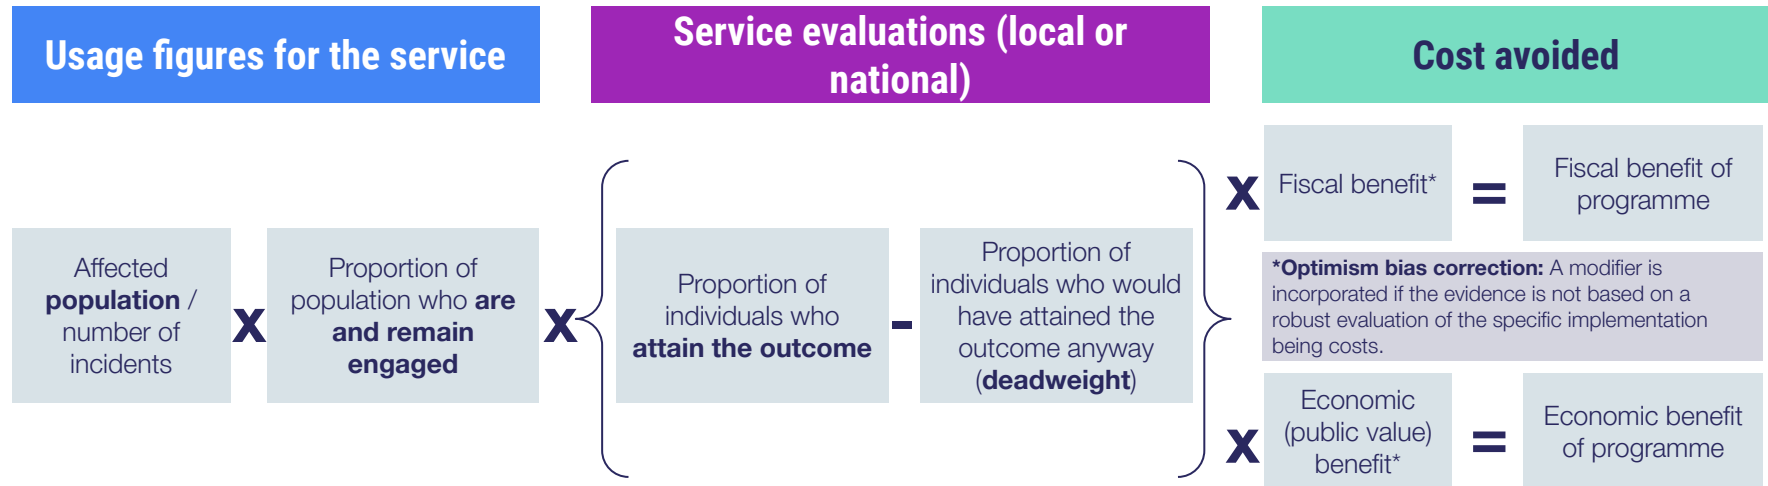 Usage figures for the service
Service evaluations (local or
national)
Cost avoided
Affected
population /
number of
incidents
x
Proportion of
population who are
and remain
engaged
x
Proportion of
individuals who
attain the outcome
-
Proportion of
individuals who would
have attained the
outcome anyway
(deadweight)
x
Fiscal benefit*
=
Fiscal benefit of
programme
*Optimism bias correction: A modifier is
incorporated if the evidence is not based on a
robust evaluation of the specific implementation
being costs.
x
Economic
(public value)
benefit*
=
Economic benefit
of programme